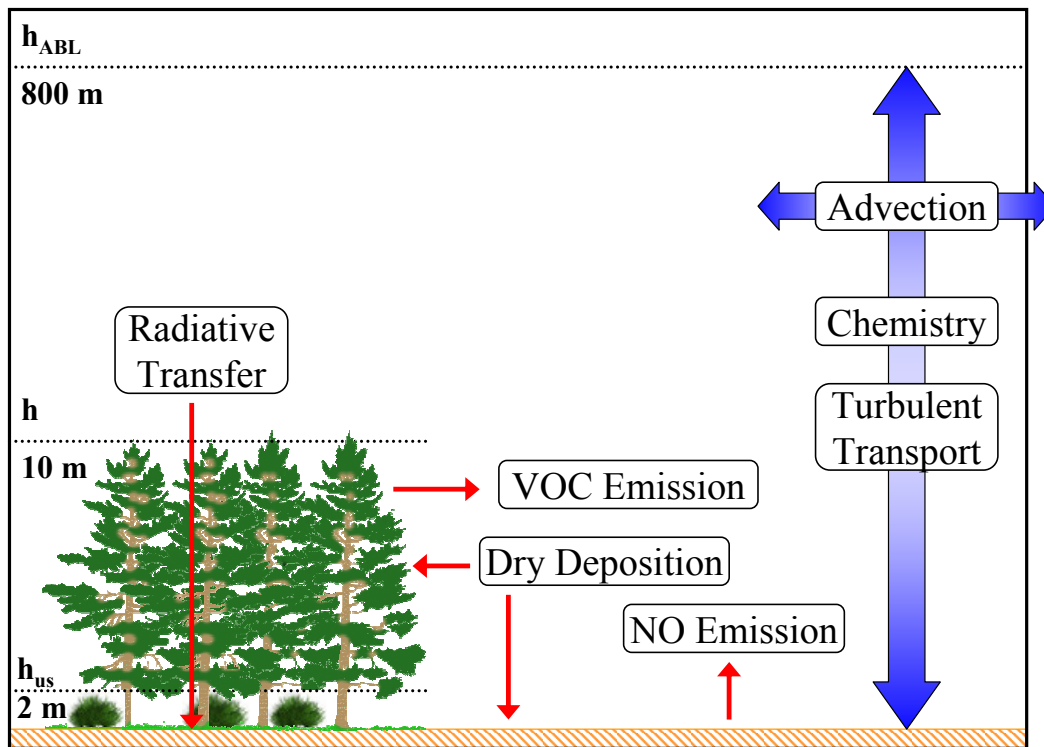 h_ABL
800 m
Advection
Chemistry
Radiative
Transfer
Turbulent
Transport
h
10 m
VOC Emission
Dry Deposition
NO Emission
h_us
2 m